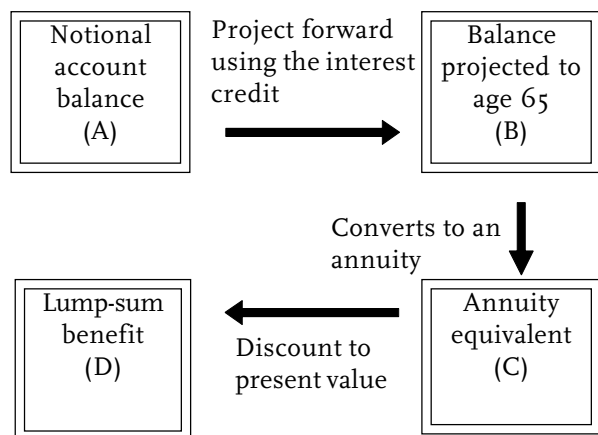 Notional
account
balance
(A)
Project forward
using the interest
credit
Balance
projected to
age 65
(B)
Converts to an
annuity
Annuity
equivalent
(C)
Discount to
present value
Lump-sum
benefit
(D)